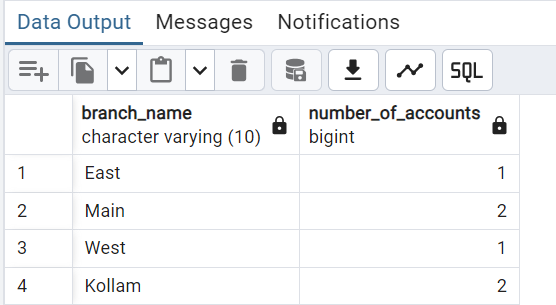 Data Output Messages Notifications
SQL
branch_name number_of_accounts
character varying (10) bigint
1 East 1
2 Main 2
3 West 1
4 Kollam 2